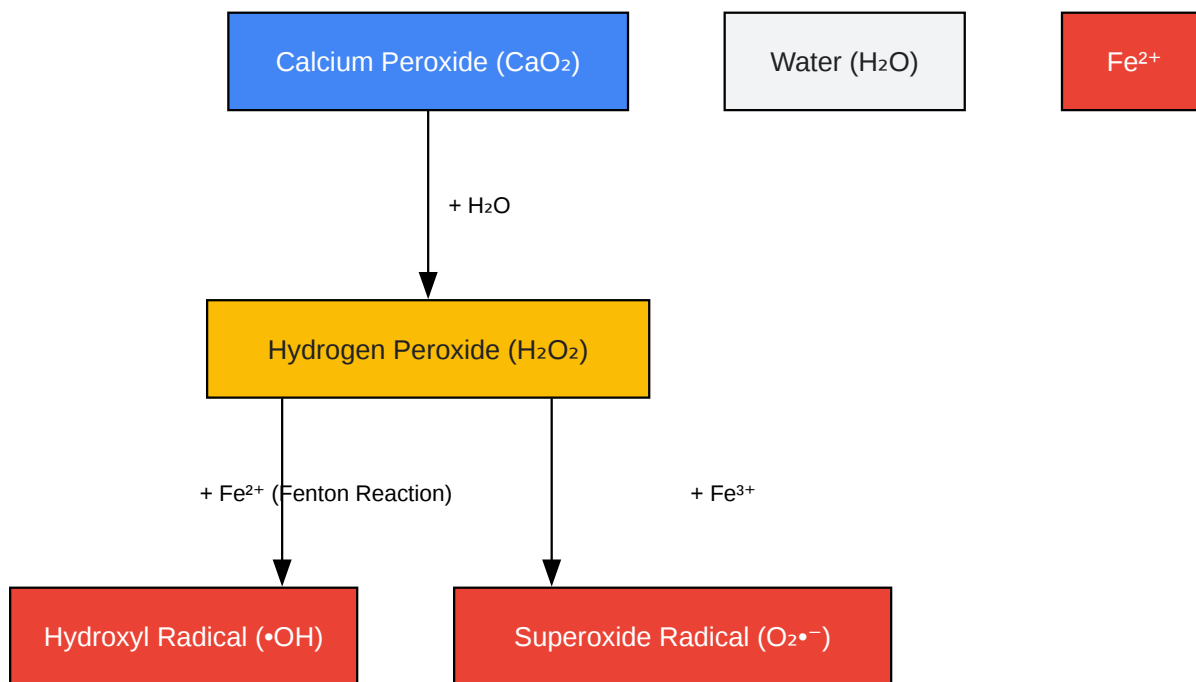 Calcium Peroxide (CaO₂)
Water (H₂O)
Fe²⁺
+ H₂O
Hydrogen Peroxide (H₂O₂)
+ Fe²⁺ (Fenton Reaction)
+ Fe³⁺
Hydroxyl Radical (•OH)
Superoxide Radical (O₂•⁻)